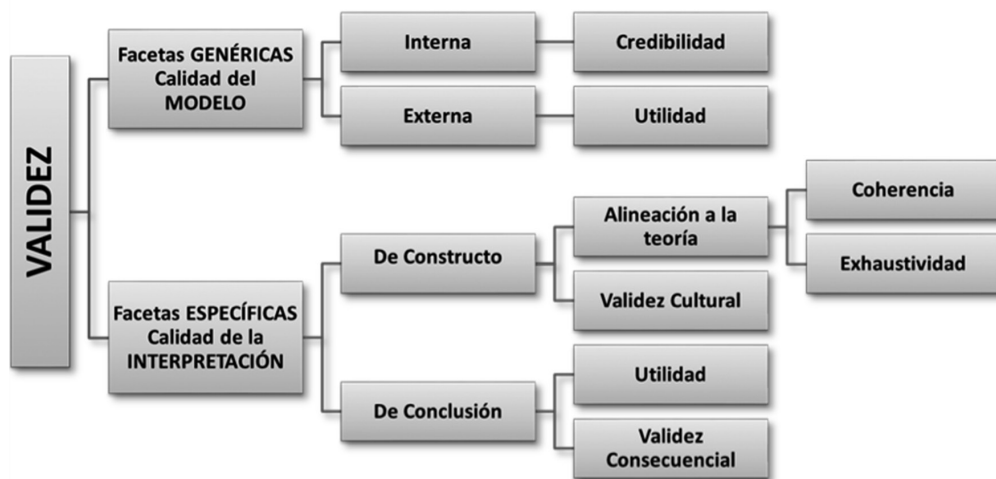 VALIDEZ
Facetas GENÉRICAS
Calidad del
MODELO
Interna
Credibilidad
Externa
Utilidad
Facetas ESPECÍFICAS
Calidad de la
INTERPRETACIÓN
De Constructo
Alineación a la
teoría
Coherencia
Exhaustividad
Validez Cultural
De Conclusión
Utilidad
Validez
Consecuencial